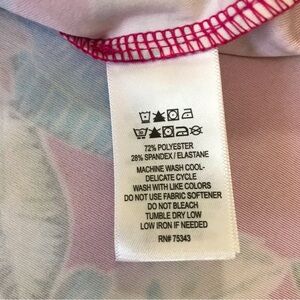 72% POLYESTER
28% SPANDEX / ELASTANE
MACHINE WASH COOL-
DELICATE CYCLE
WASH WITH LIKE COLORS
DO NOT USE FABRIC SOFTENER
DO NOT BLEACH
TUMBLE DRY LOW
LOW IRON IF NEEDED
RN# 75343